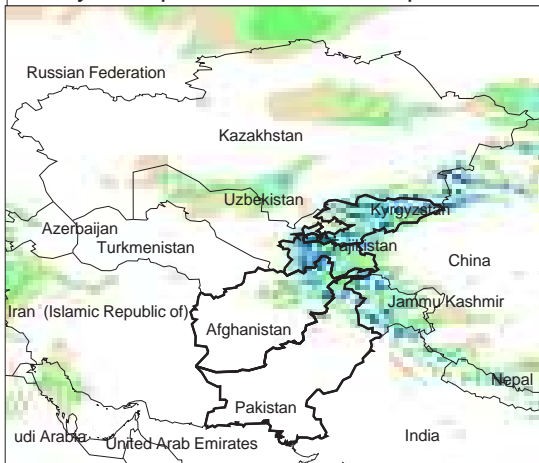 Russian Federation
Kazakhstan
Uzbekistan
Kyrgyzstan
Azerbaijan
Turkmenistan
Tajikistan
China
Iran (Islamic Republic of)
Jammu Kashmir
Afghanistan
Nepal
Pakistan
udi Arabia
United Arab Emirates
India